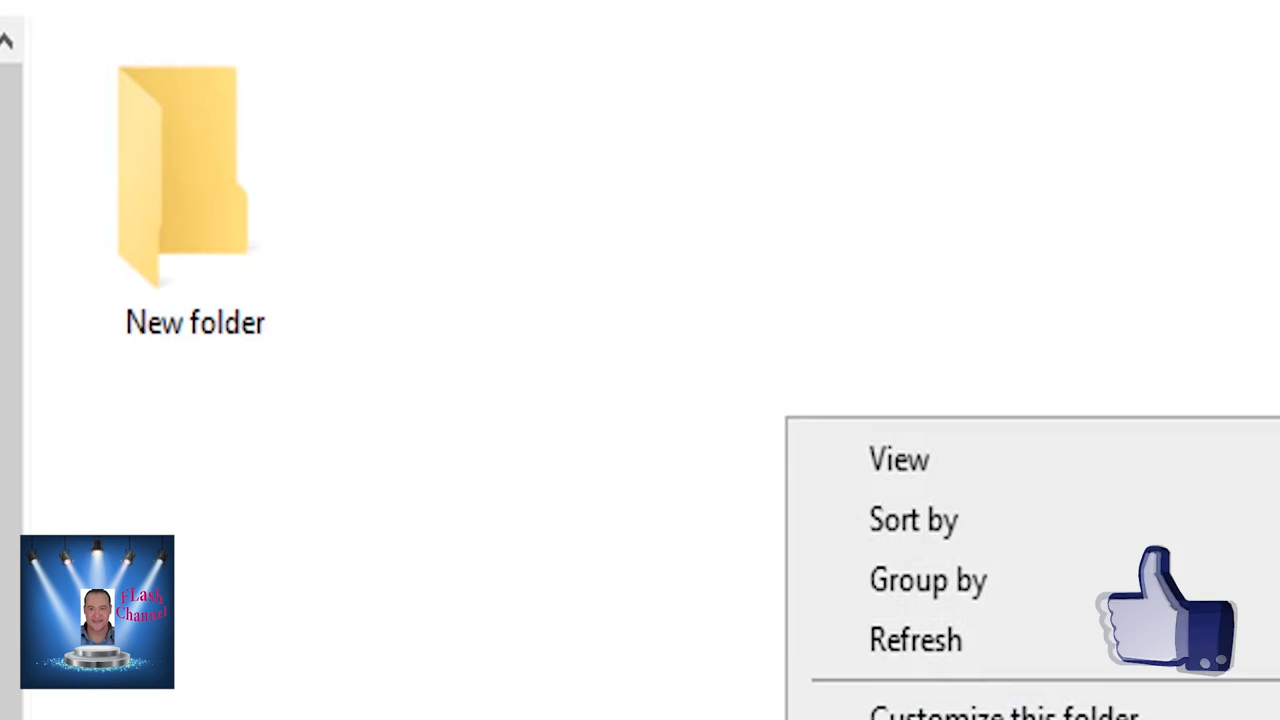 New folder
View
Sort by
Group by
Refresh
Customize this folder
FLash
Channel